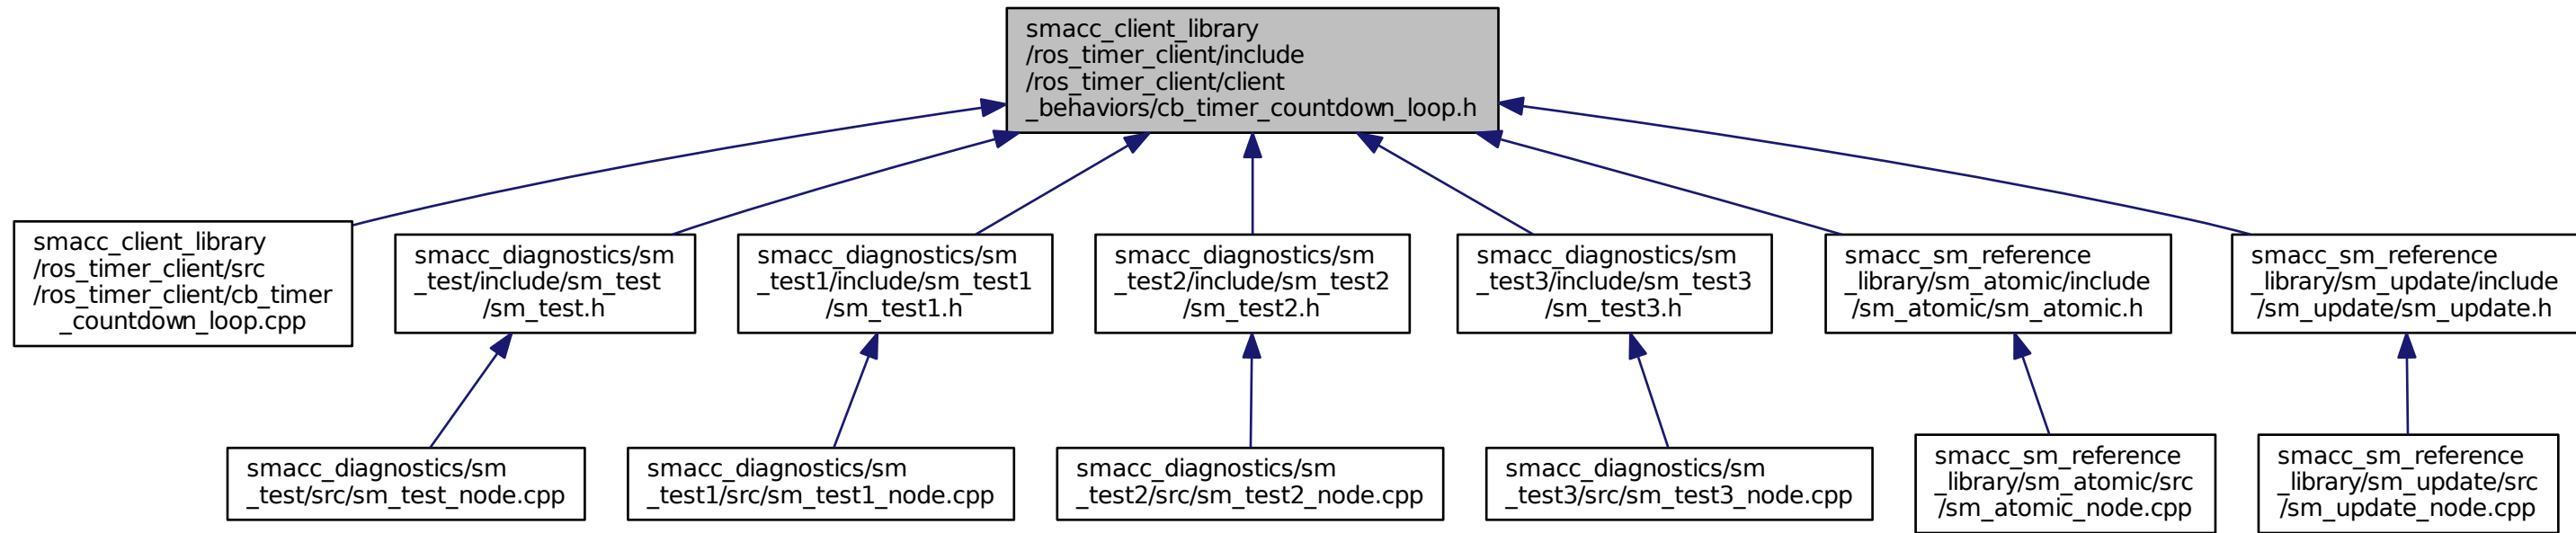 smacc_client_library
/ros_timer_client/include
/ros_timer_client/client
_behaviors/cb_timer_countdown_loop.h
smacc_client_library
/ros_timer_client/src
/ros_timer_client/cb_timer
_countdown_loop.cpp
smacc_diagnostics/sm
_test/include/sm_test
/sm_test.h
smacc_diagnostics/sm
_test1/include/sm_test1
/sm_test1.h
smacc_diagnostics/sm
_test2/include/sm_test2
/sm_test2.h
smacc_diagnostics/sm
_test3/include/sm_test3
/sm_test3.h
smacc_sm_reference
_library/sm_atomic/include
/sm_atomic/sm_atomic.h
smacc_sm_reference
_library/sm_update/include
/sm_update/sm_update.h
smacc_diagnostics/sm
_test/src/sm_test_node.cpp
smacc_diagnostics/sm
_test1/src/sm_test1_node.cpp
smacc_diagnostics/sm
_test2/src/sm_test2_node.cpp
smacc_diagnostics/sm
_test3/src/sm_test3_node.cpp
smacc_sm_reference
_library/sm_atomic/src
/sm_atomic_node.cpp
smacc_sm_reference
_library/sm_update/src
/sm_update_node.cpp